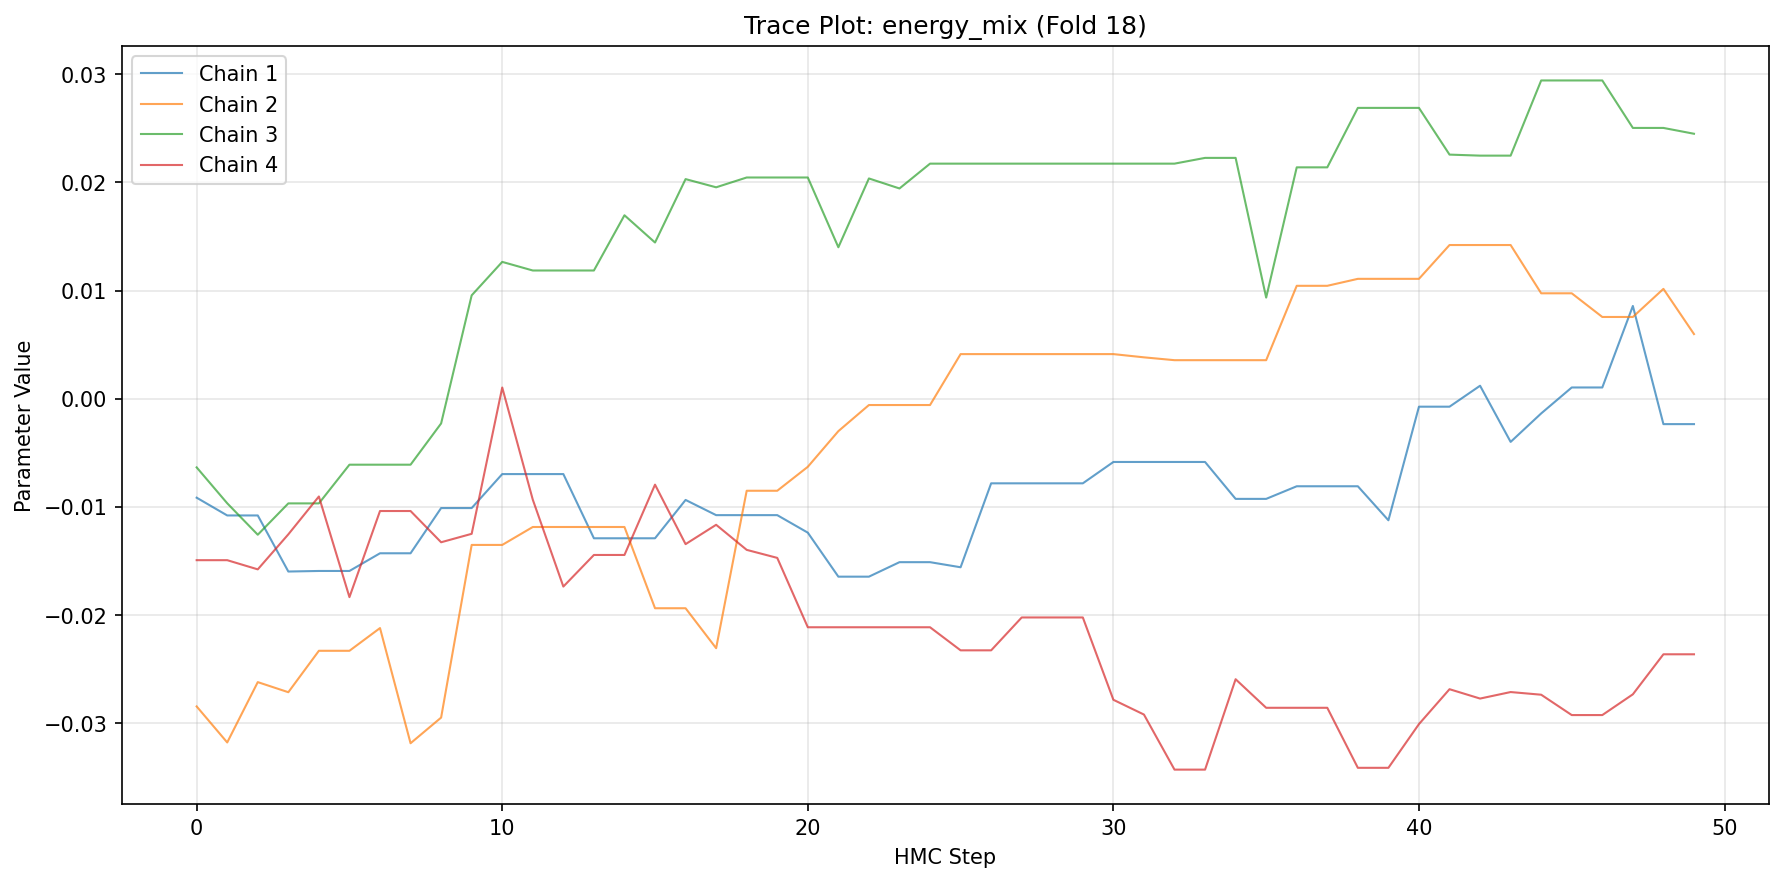 Trace Plot: energy_mix (Fold 18)
Chain 1
Chain 2
Chain 3
Chain 4
0.03
0.02
0.01
0.00
−0.01
−0.02
−0.03
Parameter Value
0 10 20 30 40 50
HMC Step